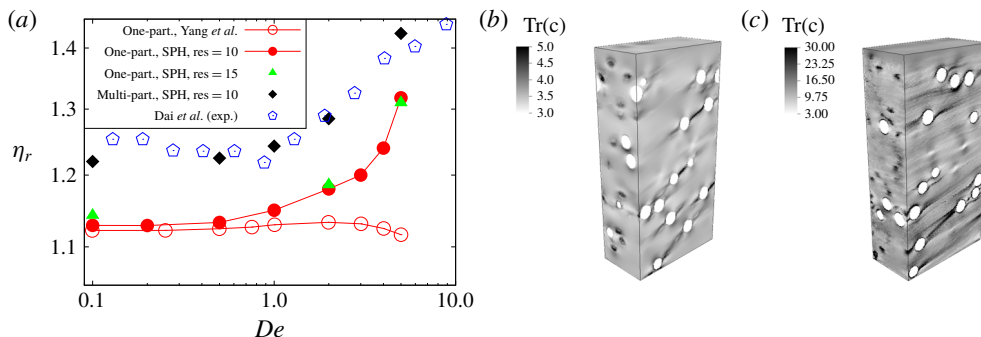 (a)
One-part., Yang et al.
One-part., SPH, res = 10
One-part., SPH, res = 15
Multi-part., SPH, res = 10
Dai et al. (exp.)
1.4
1.3
1.2
1.1
ηr
0.1
1.0
10.0
De
(b)
Tr(c)
5.0
4.5
4.0
3.5
3.0
(c)
Tr(c)
30.00
23.25
16.50
9.75
3.00